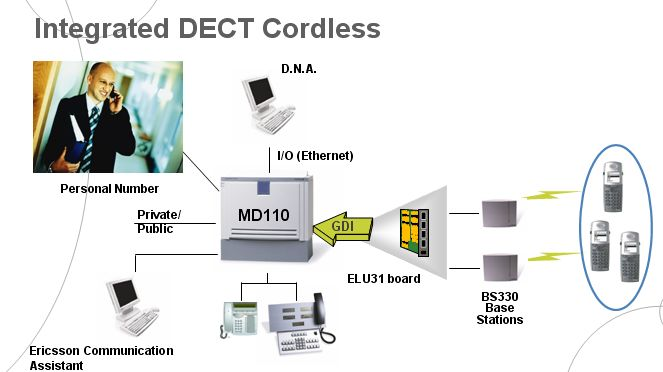 Integrated DECT Cordless
D.N.A.
I/O (Ethernet)
Personal Number
Private/
Public
MD110
GDI
ELU31 board
BS330
Base
Stations
Ericsson Communication
Assistant